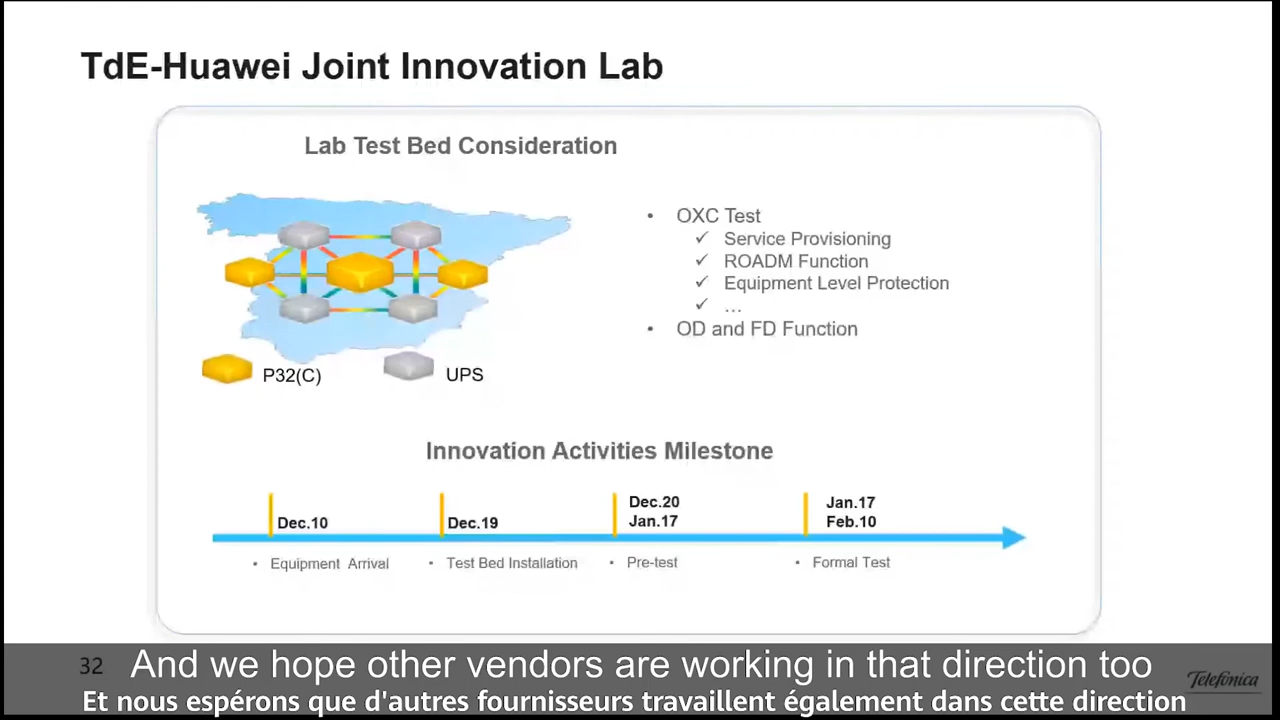 TdE-Huawei Joint Innovation Lab
Lab Test Bed Consideration
• OXC Test
✓ Service Provisioning
✓ ROADM Function
✓ Equipment Level Protection
✓ …
• OD and FD Function
P32(C)
UPS
Innovation Activities Milestone
Dec.10
Dec.19
Dec.20
Jan.17
Jan.17
Feb.10
• Equipment Arrival
• Test Bed Installation
• Pre-test
• Formal Test
32
And we hope other vendors are working in that direction too
Telefónica
Et nous espérons que d'autres fournisseurs travaillent également dans cette direction